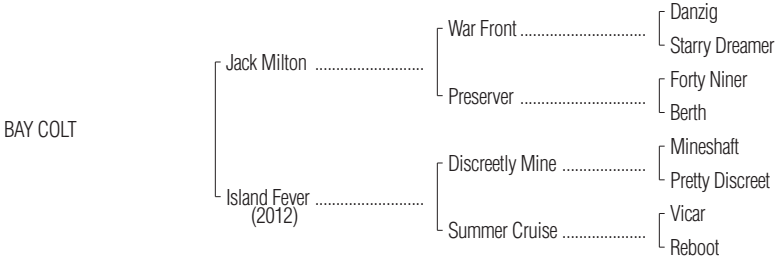 Danzig
War Front ..............................
Starry Dreamer
Jack Milton ..........................
Forty Niner
Preserver ..............................
Berth
BAY COLT
Mineshaft
Discreetly Mine ....................
Pretty Discreet
Island Fever ..........................
(2012)
Vicar
Summer Cruise ....................
Reboot